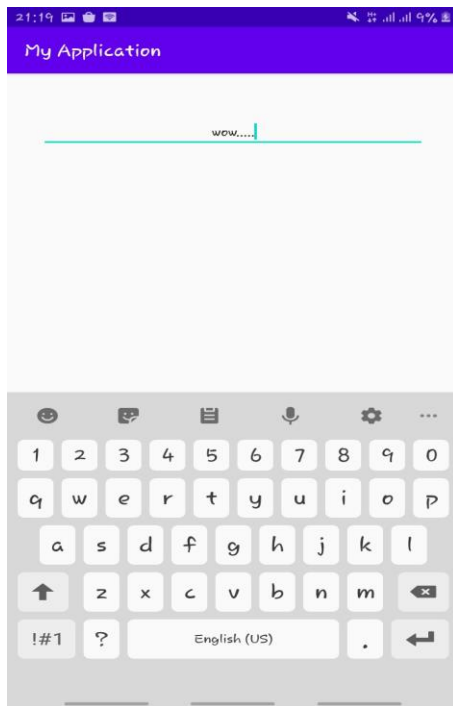 21:19 9%
My Application
wow.....
1 2 3 4 5 6 7 8 9 0
q w e r t y u i o p
a s d f g h j k l
z x c v b n m
!#1 ? English (US) .